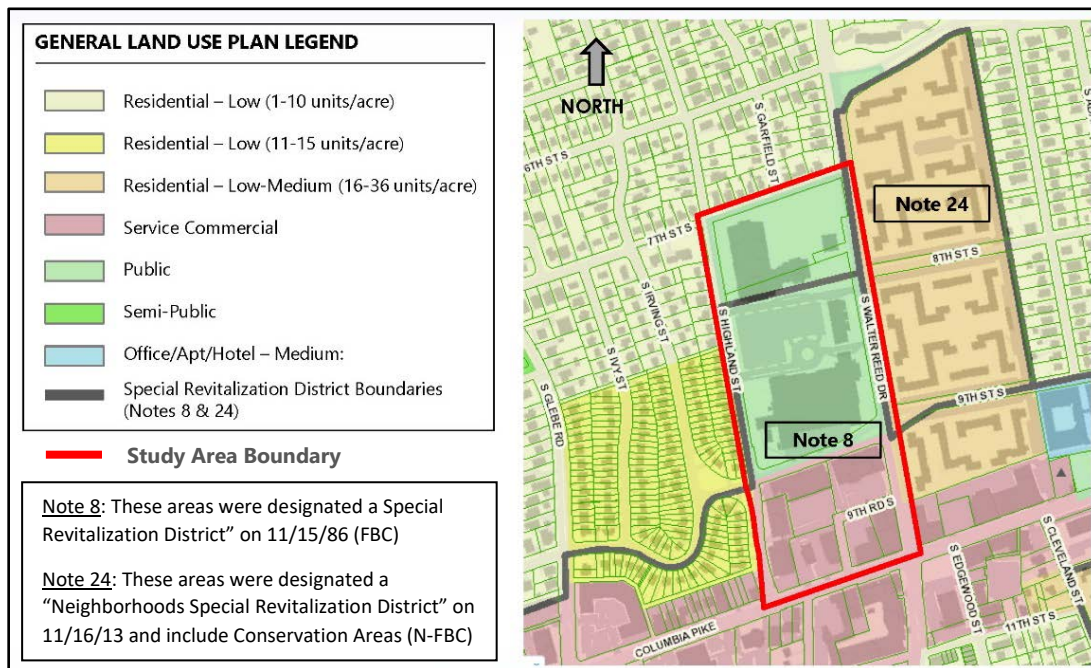 GENERAL LAND USE PLAN LEGEND
Residential – Low (1-10 units/acre)
Residential – Low (11-15 units/acre)
Residential – Low-Medium (16-36 units/acre)
Service Commercial
Public
Semi-Public
Office/Apt/Hotel – Medium:
Special Revitalization District Boundaries
(Notes 8 & 24)
Study Area Boundary
Note 8: These areas were designated a Special
Revitalization District” on 11/15/86 (FBC)
Note 24: These areas were designated a
“Neighborhoods Special Revitalization District” on
11/16/13 and include Conservation Areas (N-FBC)
NORTH
6TH ST S
S GARFIELD ST
7TH ST S
Note 24
8TH ST S
S IRVING ST
S HIGHLAND ST
S WALTER REED DR
S IVY ST
S GLEBE RD
9TH ST S
Note 8
9TH RD S
S CLEVELAND ST
S EDGEWOOD ST
11TH ST S
COLUMBIA PIKE